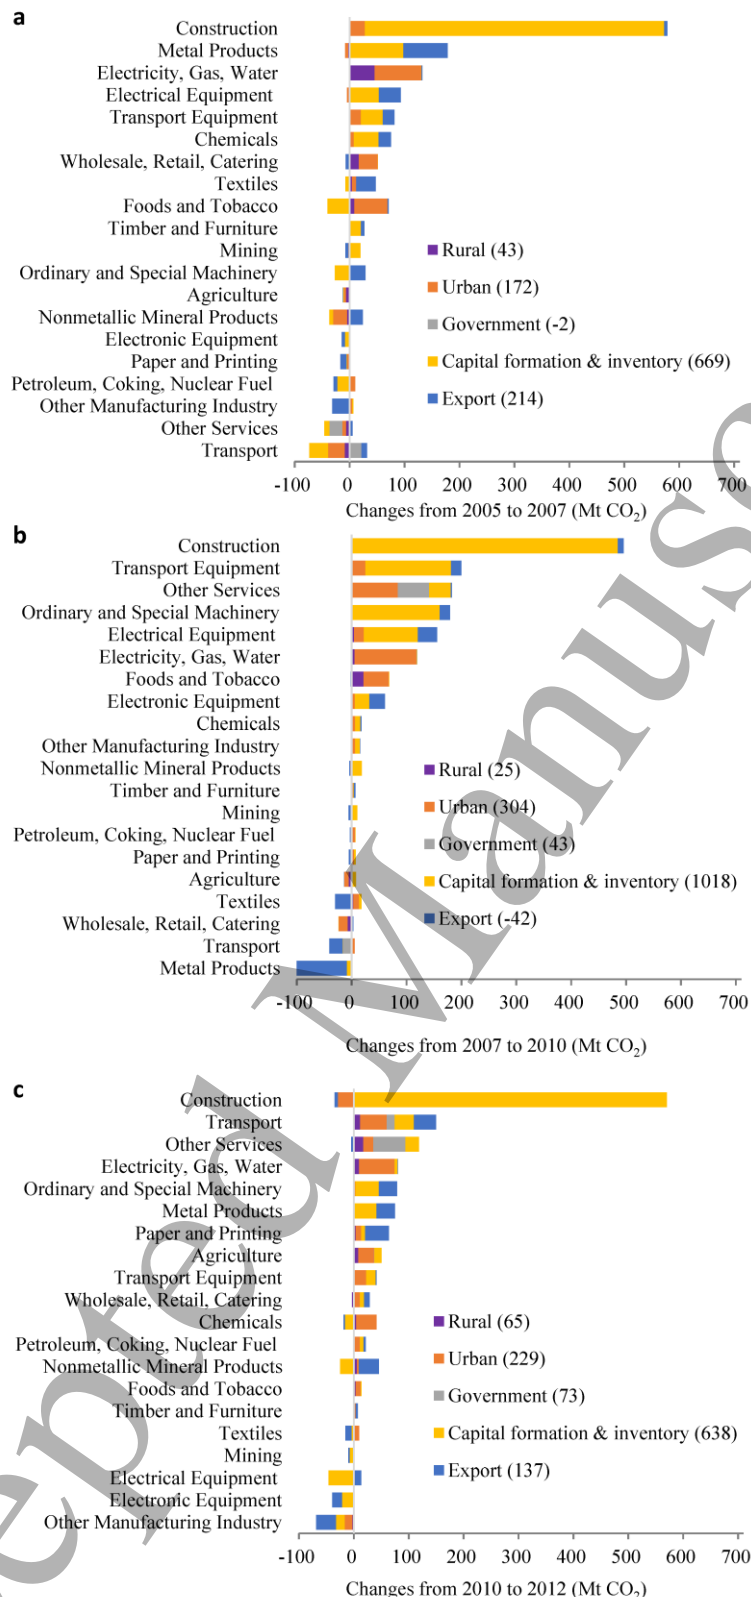 a
Construction
Metal Products
Electricity, Gas, Water
Electrical Equipment
Transport Equipment
Chemicals
Wholesale, Retail, Catering
Textiles
Foods and Tobacco
Timber and Furniture
Mining
Ordinary and Special Machinery
Agriculture
Nonmetallic Mineral Products
Electronic Equipment
Paper and Printing
Petroleum, Coking, Nuclear Fuel
Other Manufacturing Industry
Other Services
Transport
Rural (43)
Urban (172)
Government (-2)
Capital formation & inventory (669)
Export (214)
-100 0 100 200 300 400 500 600 700
Changes from 2005 to 2007 (Mt CO₂)
b
Construction
Transport Equipment
Other Services
Ordinary and Special Machinery
Electrical Equipment
Electricity, Gas, Water
Foods and Tobacco
Electronic Equipment
Chemicals
Other Manufacturing Industry
Nonmetallic Mineral Products
Timber and Furniture
Mining
Petroleum, Coking, Nuclear Fuel
Paper and Printing
Agriculture
Textiles
Wholesale, Retail, Catering
Transport
Metal Products
Rural (25)
Urban (304)
Government (43)
Capital formation & inventory (1018)
Export (-42)
-100 0 100 200 300 400 500 600 700
Changes from 2007 to 2010 (Mt CO₂)
c
Construction
Transport
Other Services
Electricity, Gas, Water
Ordinary and Special Machinery
Metal Products
Paper and Printing
Agriculture
Transport Equipment
Wholesale, Retail, Catering
Chemicals
Petroleum, Coking, Nuclear Fuel
Nonmetallic Mineral Products
Foods and Tobacco
Timber and Furniture
Textiles
Mining
Electrical Equipment
Electronic Equipment
Other Manufacturing Industry
Rural (65)
Urban (229)
Government (73)
Capital formation & inventory (638)
Export (137)
-100 0 100 200 300 400 500 600 700
Changes from 2010 to 2012 (Mt CO₂)
epted Manus